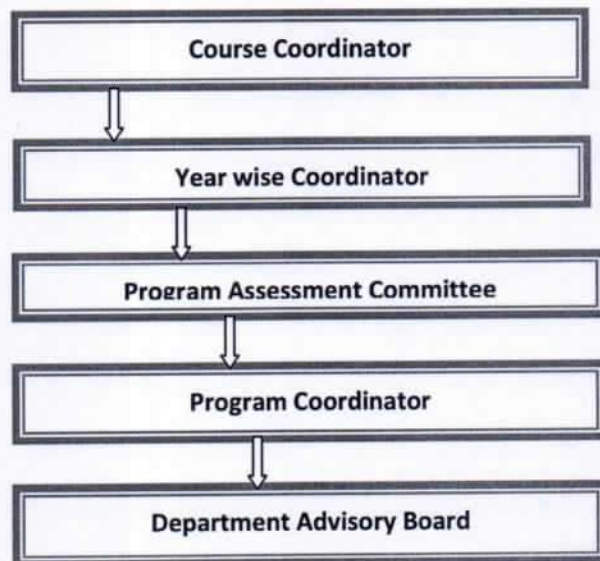 Course Coordinator
Year wise Coordinator
Program Assessment Committee
Program Coordinator
Department Advisory Board